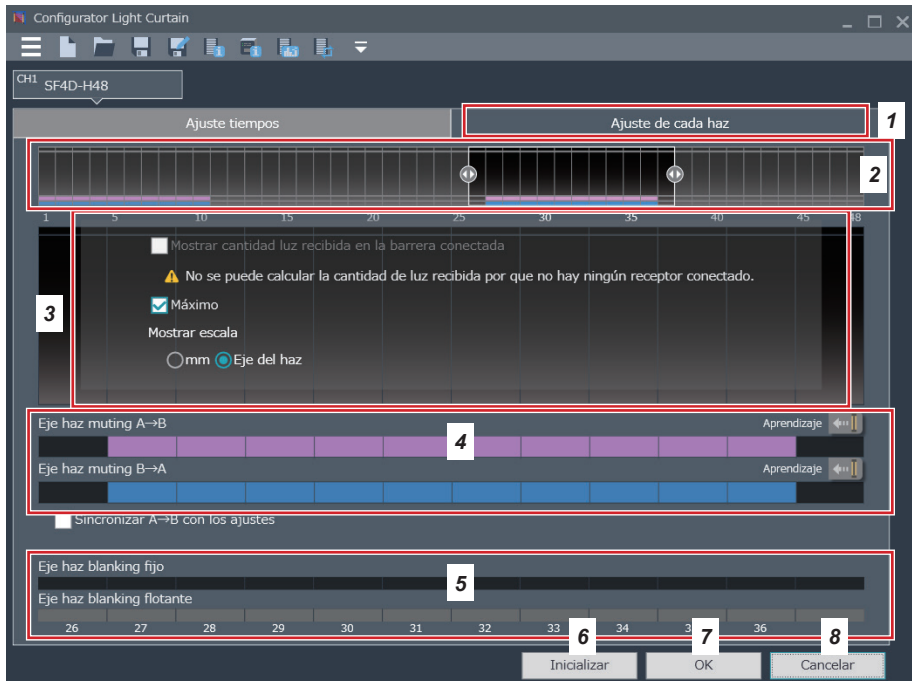 Configurator Light Curtain
CH1 SF4D-H48
Ajuste tiempos Ajuste de cada haz 1
2
1 5 10 15 20 25 30 35 40 45 48
Mostrar cantidad luz recibida en la barrera conectada
No se puede calcular la cantidad de luz recibida por que no hay ningún receptor conectado.
3
Máximo
Mostrar escala
mm Eje del haz
Eje haz muting A→B Aprendizaje
4
Eje haz muting B→A Aprendizaje
Sincronizar A→B con los ajustes
Eje haz blanking fijo
5
Eje haz blanking flotante
26 27 28 29 30 31 32 33 34 36
6 7 8
Inicializar OK Cancelar